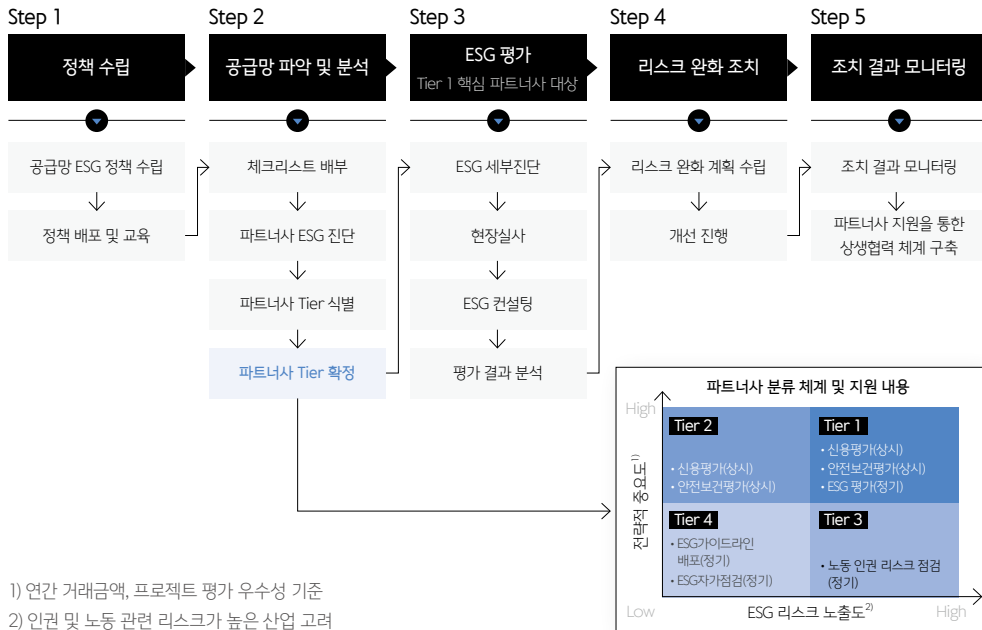 Step 1
정책 수립
공급망 ESG 정책 수립
정책 배포 및 교육
Step 2
공급망 파악 및 분석
체크리스트 배부
파트너사 ESG 진단
파트너사 Tier 식별
파트너사 Tier 확정
Step 3
ESG 평가
Tier 1 핵심 파트너사 대상
ESG 세부진단
현장실사
ESG 컨설팅
평가 결과 분석
Step 4
리스크 완화 조치
리스크 완화 계획 수립
개선 진행
Step 5
조치 결과 모니터링
조치 결과 모니터링
파트너사 지원을 통한
상생협력 체계 구축
파트너사 분류 체계 및 지원 내용
High
전략적 중요도1)
Tier 2
• 신용평가(상시)
• 안전보건평가(상시)
Tier 1
• 신용평가(상시)
• 안전보건평가(상시)
• ESG 평가(정기)
Tier 4
• ESG가이드라인
배포(정기)
• ESG자가점검(정기)
Tier 3
• 노동 인권 리스크 점검
(정기)
Low
ESG 리스크 노출도2)
High
1) 연간 거래금액, 프로젝트 평가 우수성 기준
2) 인권 및 노동 관련 리스크가 높은 산업 고려